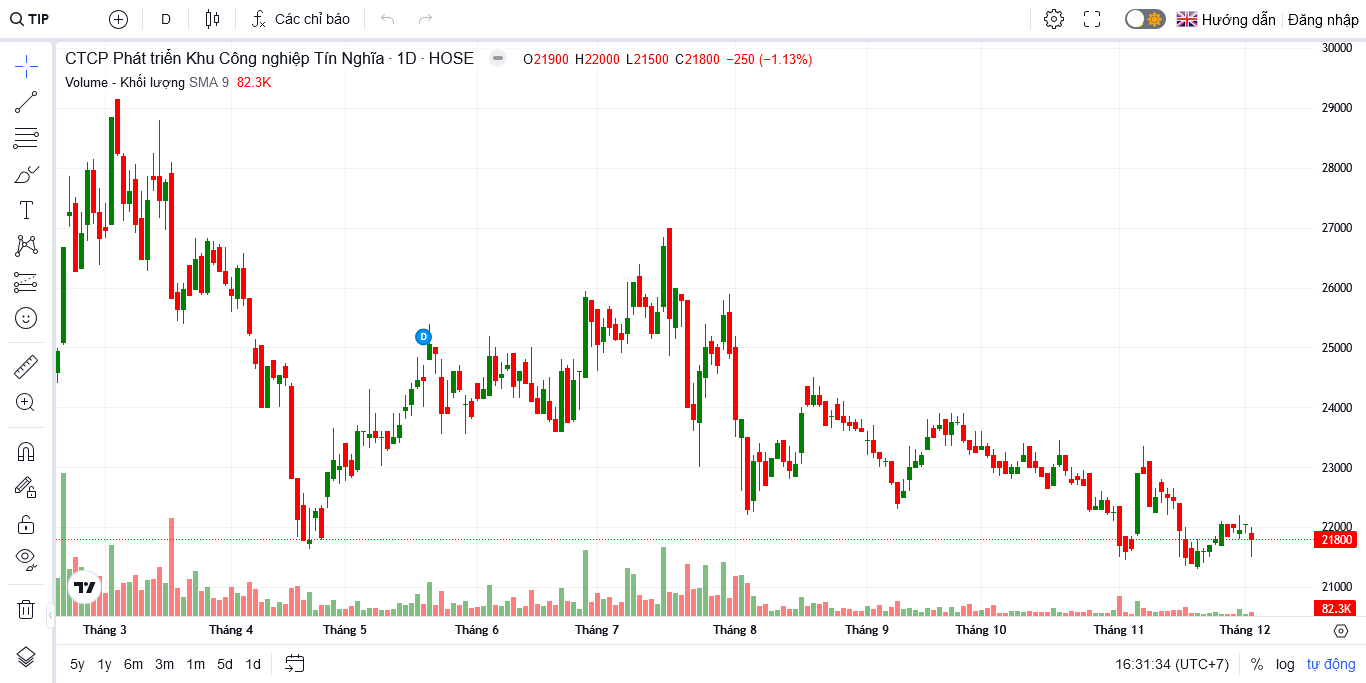 TIP D Các chỉ báo Hướng dẫn Đăng nhập
CTCP Phát triển Khu Công nghiệp Tín Nghĩa · 1D · HOSE O21900 H22000 L21500 C21800 −250 (−1.13%)
Volume - Khối lượng SMA 9 82.3K
30000
29000
28000
27000
26000
25000
24000
23000
22000
21800
21000
82.3K
D
Tháng 3 Tháng 4 Tháng 5 Tháng 6 Tháng 7 Tháng 8 Tháng 9 Tháng 10 Tháng 11 Tháng 12
5y 1y 6m 3m 1m 5d 1d 16:31:34 (UTC+7) % log tự động